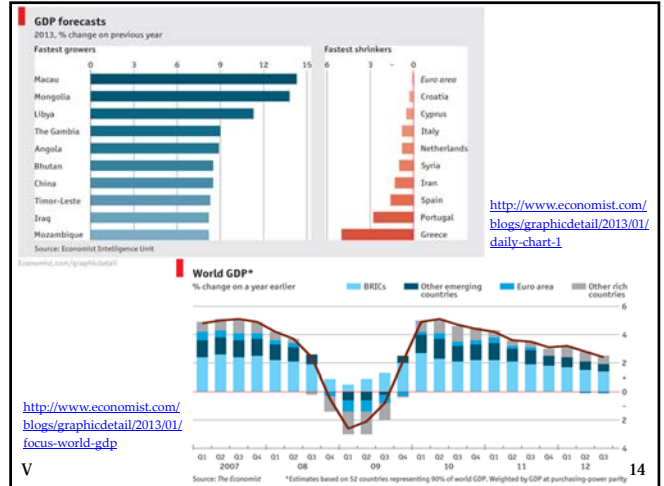 GDP forecasts
2013, % change on previous year
Fastest growers
0 3 6 9 12 15
Macau
Mongolia
Libya
The Gambia
Angola
Bhutan
China
Timor-Leste
Iraq
Mozambique
Fastest shrinkers
6 3 – 0
Euro area
Croatia
Cyprus
Italy
Netherlands
Syria
Iran
Spain
Portugal
Greece
Source: Economist Intelligence Unit
Economist.com/graphicdetail
http://www.economist.com/
blogs/graphicdetail/2013/01/
daily-chart-1
World GDP*
% change on a year earlier
BRICs
Other emerging
countries
Euro area
Other rich
countries
6
4
2
+
0
–
2
4
http://www.economist.com/
blogs/graphicdetail/2013/01/
focus-world-gdp
Q1 Q2 Q3 Q4 Q1 Q2 Q3 Q4 Q1 Q2 Q3 Q4 Q1 Q2 Q3 Q4 Q1 Q2 Q3 Q4 Q1 Q2 Q3
2007 08 09 10 11 12
Source: The Economist
*Estimates based on 52 countries representing 90% of world GDP. Weighted by GDP at purchasing-power parity
V
14